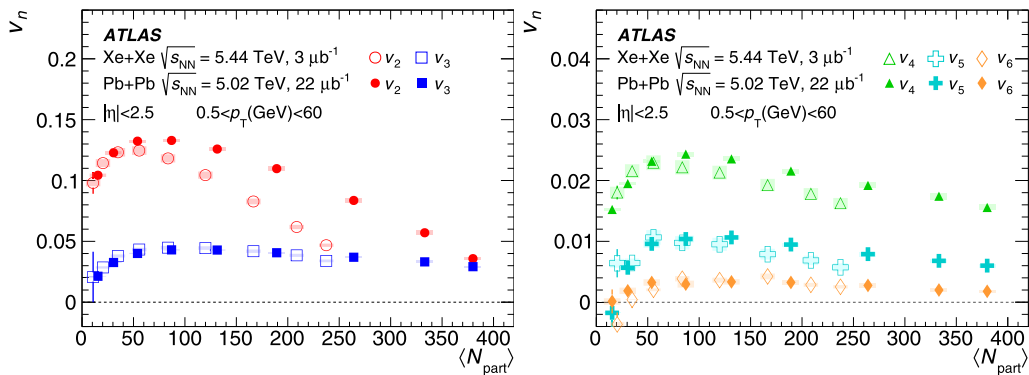 v_n
ATLAS
Xe+Xe √s_NN = 5.44 TeV, 3 μb⁻¹
v_2 v_3
Pb+Pb √s_NN = 5.02 TeV, 22 μb⁻¹
v_2 v_3
|η|<2.5 0.5<p_T(GeV)<60
0.2
0.15
0.1
0.05
0
0 50 100 150 200 250 300 350 400
⟨N_part⟩
v_n
ATLAS
Xe+Xe √s_NN = 5.44 TeV, 3 μb⁻¹
v_4 v_5 v_6
Pb+Pb √s_NN = 5.02 TeV, 22 μb⁻¹
v_4 v_5 v_6
|η|<2.5 0.5<p_T(GeV)<60
0.04
0.03
0.02
0.01
0
0 50 100 150 200 250 300 350 400
⟨N_part⟩